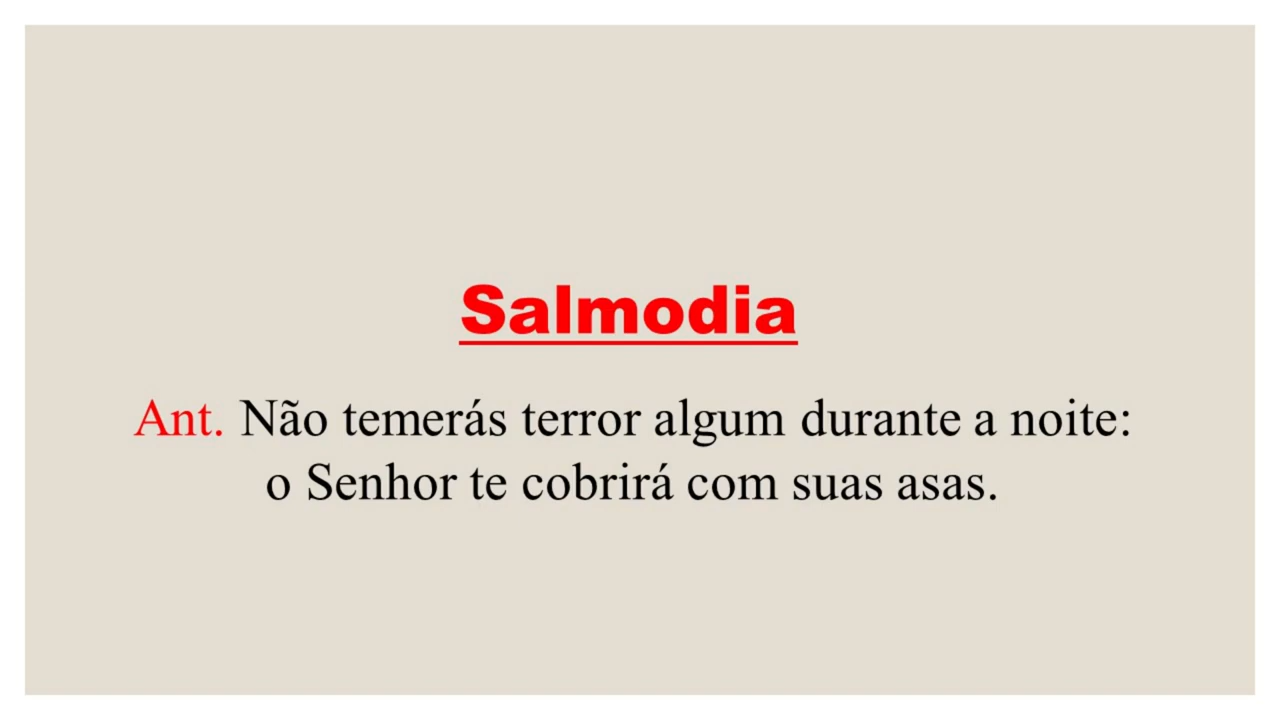 Salmodia
Ant. Não temerás terror algum durante a noite:
o Senhor te cobrirá com suas asas.